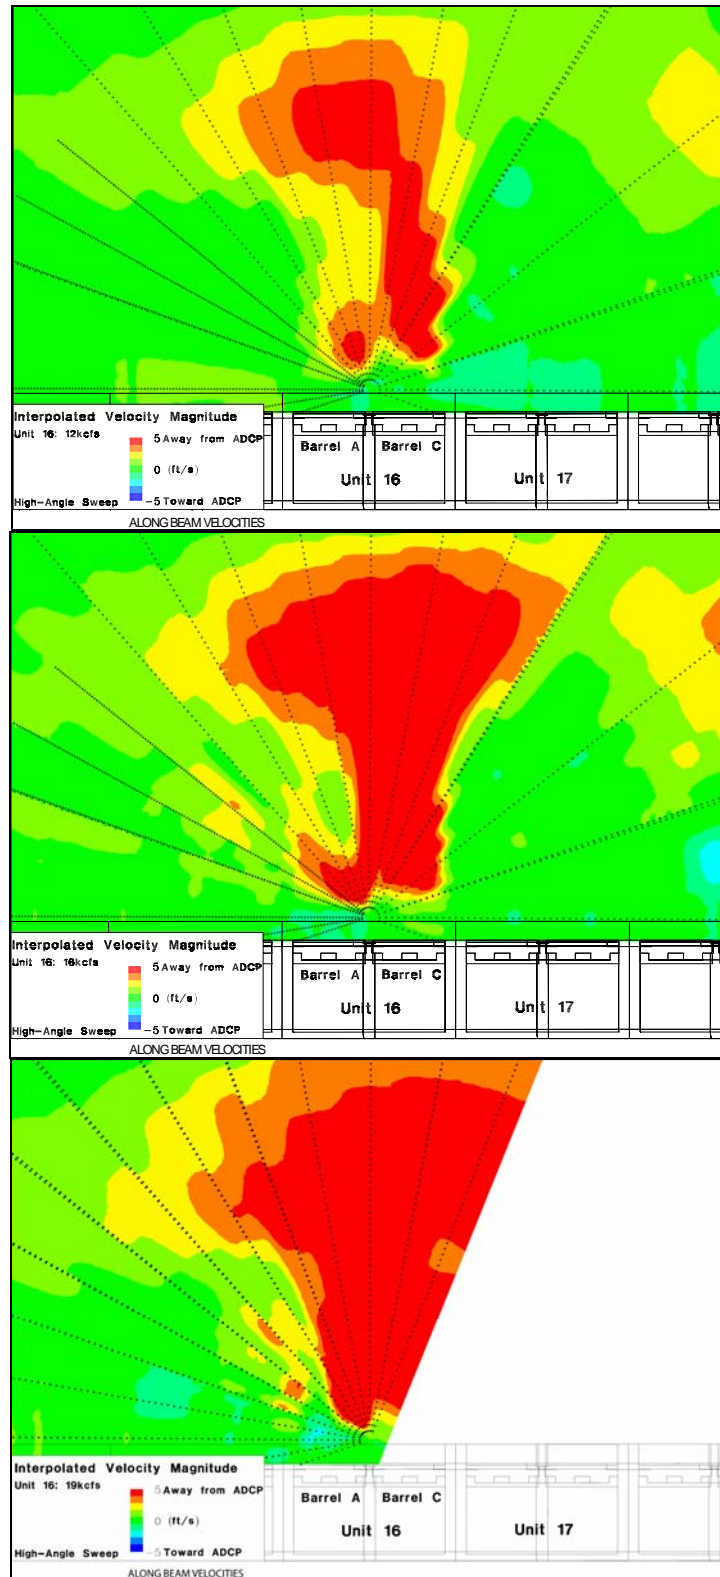 Interpolated Velocity Magnitude
Unit 16: 12kcfs
5 Away from ADCP
0 (ft/s)
High-Angle Sweep
-5 Toward ADCP
Barrel A Barrel C
Unit 16 Unit 17
ALONG BEAM VELOCITIES
Interpolated Velocity Magnitude
Unit 16: 16kcfs
5 Away from ADCP
0 (ft/s)
High-Angle Sweep
-5 Toward ADCP
Barrel A Barrel C
Unit 16 Unit 17
ALONG BEAM VELOCITIES
Interpolated Velocity Magnitude
Unit 16: 19kcfs
5 Away from ADCP
0 (ft/s)
High-Angle Sweep
-5 Toward ADCP
Barrel A Barrel C
Unit 16 Unit 17
ALONG BEAM VELOCITIES